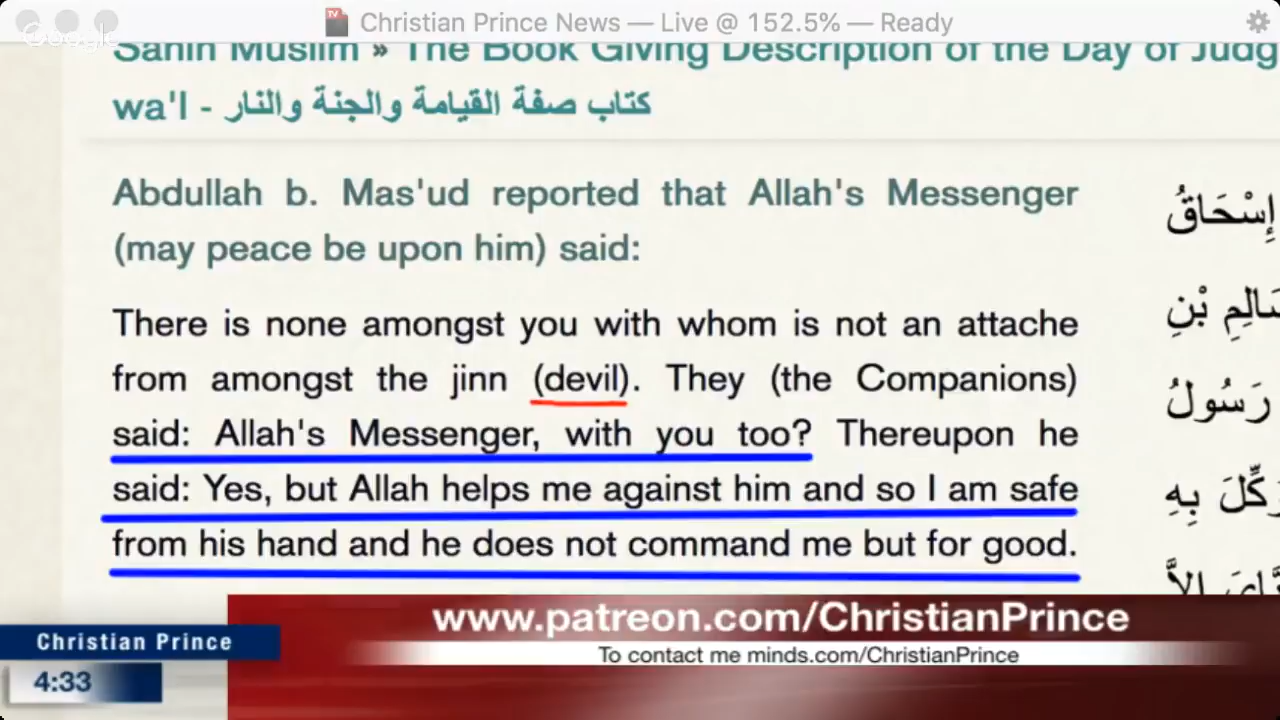 Christian Prince News — Live @ 152.5% — Ready
Google
Sahih Muslim » The Book Giving Description of the Day of Judg
wa'l - كتاب صفة القيامة والجنة والنار
Abdullah b. Mas'ud reported that Allah's Messenger
(may peace be upon him) said:
There is none amongst you with whom is not an attache
from amongst the jinn (devil). They (the Companions)
said: Allah's Messenger, with you too? Thereupon he
said: Yes, but Allah helps me against him and so I am safe
from his hand and he does not command me but for good.
إِسْحَاقُ
سَالِمِ بْنِ
رَسُولُ
وُكِّلَ بِهِ
www.patreon.com/ChristianPrince
To contact me minds.com/ChristianPrince
Christian Prince
4:33